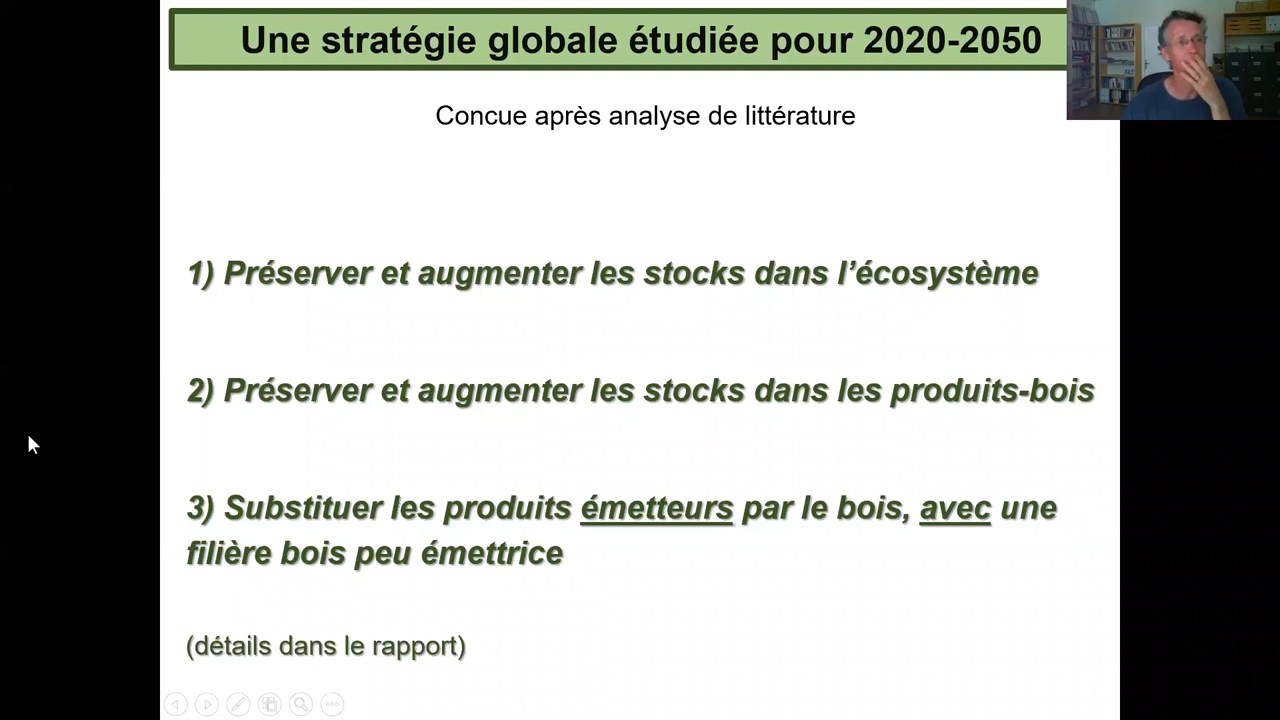 Une stratégie globale étudiée pour 2020-2050
Concue après analyse de littérature
1) Préserver et augmenter les stocks dans l’écosystème
2) Préserver et augmenter les stocks dans les produits-bois
3) Substituer les produits émetteurs par le bois, avec une
filière bois peu émettrice
(détails dans le rapport)